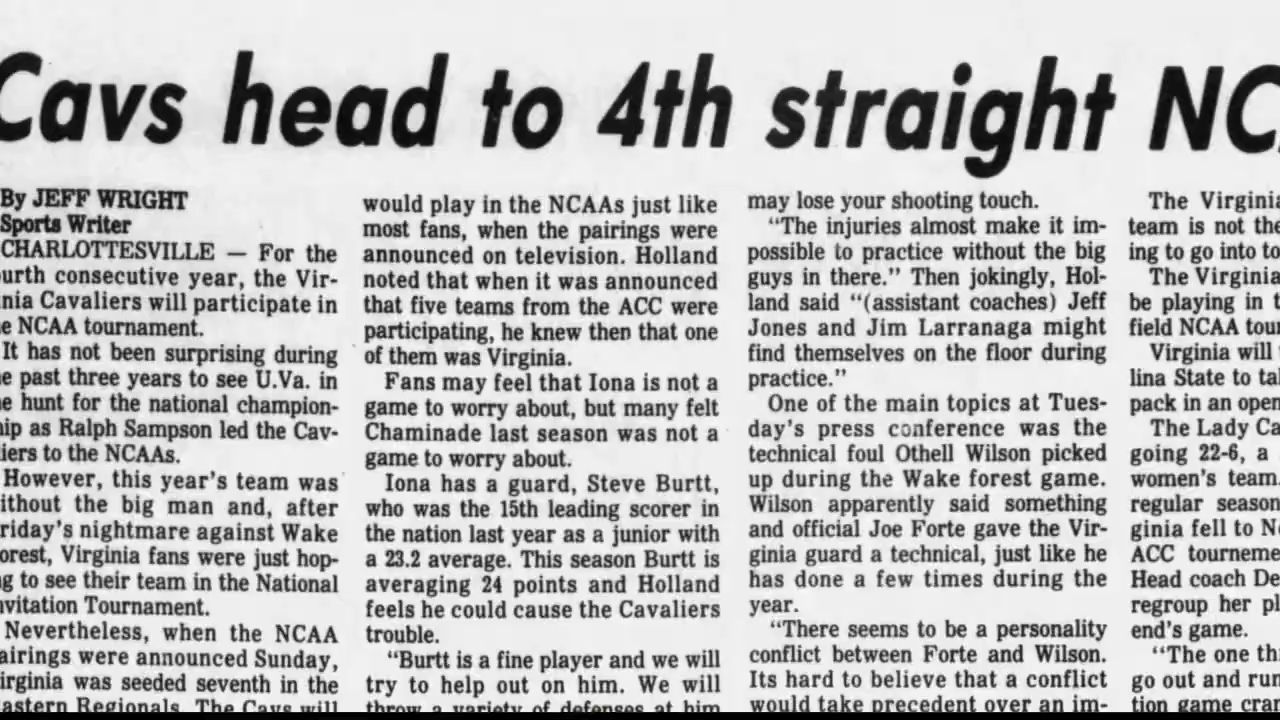 Cavs head to 4th straight NC
By JEFF WRIGHT
Sports Writer
CHARLOTTESVILLE — For the
urth consecutive year, the Vir-
nia Cavaliers will participate in
e NCAA tournament.
It has not been surprising during
e past three years to see U.Va. in
e hunt for the national champion-
hip as Ralph Sampson led the Cav-
liers to the NCAAs.
However, this year's team was
ithout the big man and, after
riday's nightmare against Wake
orest, Virginia fans were just hop-
ng to see their team in the National
nvitation Tournament.
Nevertheless, when the NCAA
airings were announced Sunday,
irginia was seeded seventh in the
astern Regionals. The Cavs will
would play in the NCAAs just like
most fans, when the pairings were
announced on television. Holland
noted that when it was announced
that five teams from the ACC were
participating, he knew then that one
of them was Virginia.
Fans may feel that Iona is not a
game to worry about, but many felt
Chaminade last season was not a
game to worry about.
Iona has a guard, Steve Burtt,
who was the 15th leading scorer in
the nation last year as a junior with
a 23.2 average. This season Burtt is
averaging 24 points and Holland
feels he could cause the Cavaliers
trouble.
"Burtt is a fine player and we will
try to help out on him. We will
throw a variety of defenses at him
may lose your shooting touch.
"The injuries almost make it im-
possible to practice without the big
guys in there." Then jokingly, Hol-
land said "(assistant coaches) Jeff
Jones and Jim Larranaga might
find themselves on the floor during
practice."
One of the main topics at Tues-
day's press conference was the
technical foul Othell Wilson picked
up during the Wake forest game.
Wilson apparently said something
and official Joe Forte gave the Vir-
ginia guard a technical, just like he
has done a few times during the
year.
"There seems to be a personality
conflict between Forte and Wilson.
Its hard to believe that a conflict
would take precedent over an im-
The Virginia
team is not the
ing to go into to
The Virginia
be playing in t
field NCAA tour
Virginia will
lina State to tal
pack in an open
The Lady Ca
going 22-6, a
women's team.
regular season
ginia fell to No
ACC tourneme
Head coach De
regroup her pl
end's game.
"The one thi
go out and run
tion game crai